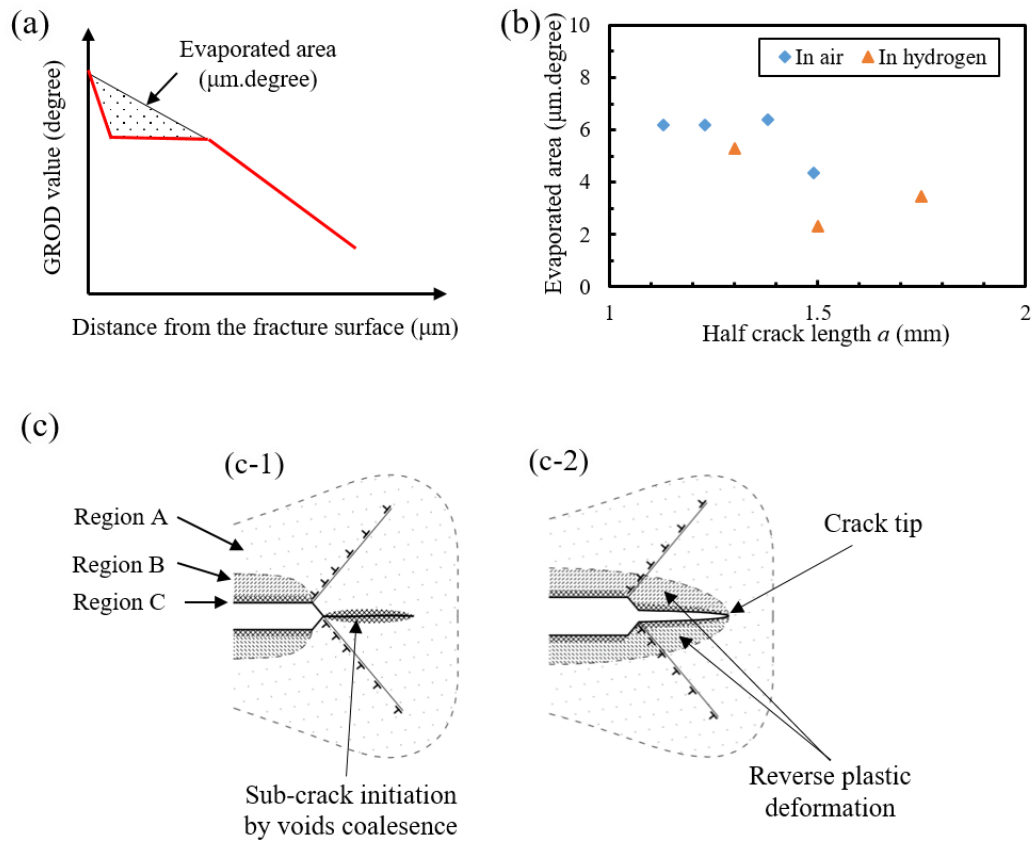 (a)
Evaporated area
(μm.degree)
GROD value (degree)
Distance from the fracture surface (μm)
(b)
10
8
6
4
2
0
Evaporated area (μm.degree)
In air
In hydrogen
1
1.5
2
Half crack length a (mm)
(c)
(c-1)
Region A
Region B
Region C
Sub-crack initiation
by voids coalesence
(c-2)
Crack tip
Reverse plastic
deformation